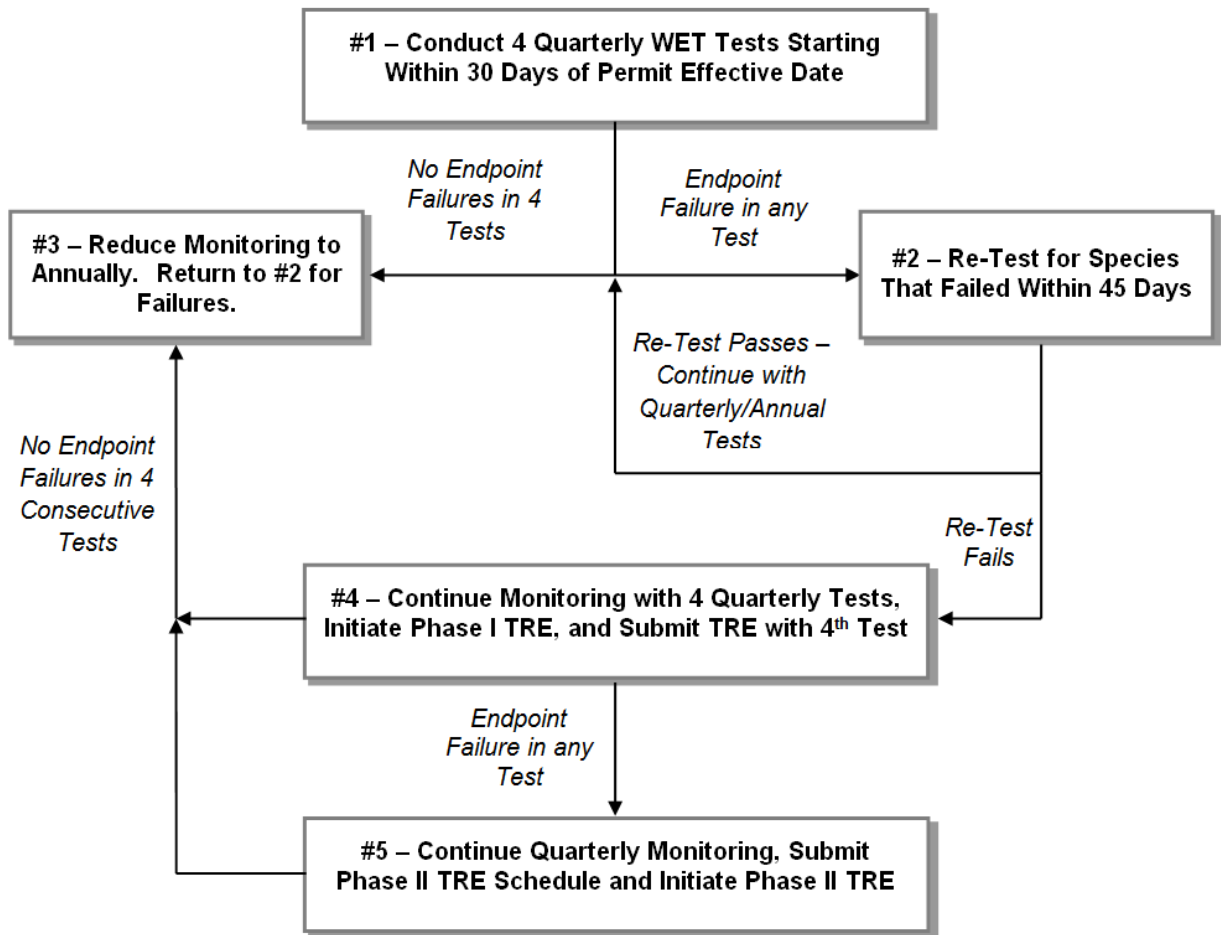 #1 – Conduct 4 Quarterly WET Tests Starting
Within 30 Days of Permit Effective Date
No Endpoint
Failures in 4
Tests
Endpoint
Failure in any
Test
#3 – Reduce Monitoring to
Annually. Return to #2 for
Failures.
#2 – Re-Test for Species
That Failed Within 45 Days
Re-Test Passes –
Continue with
Quarterly/Annual
Tests
No Endpoint
Failures in 4
Consecutive
Tests
Re-Test
Fails
#4 – Continue Monitoring with 4 Quarterly Tests,
Initiate Phase I TRE, and Submit TRE with 4th Test
Endpoint
Failure in any
Test
#5 – Continue Quarterly Monitoring, Submit
Phase II TRE Schedule and Initiate Phase II TRE